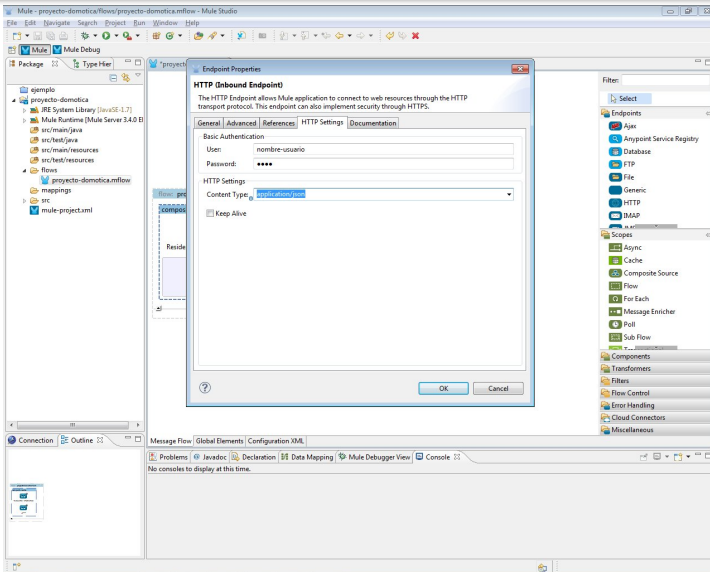 Mule - proyecto-domotica/flows/proyecto-domotica.mflow - Mule Studio
File Edit Navigate Search Project Run Window Help
Mule Mule Debug
Package Type Hier
*proyect
ejemplo
proyecto-domotica
JRE System Library [JavaSE-1.7]
Mule Runtime [Mule Server 3.4.0 EI
src/main/java
src/test/java
src/main/resources
src/test/resources
flows
proyecto-domotica.mflow
mappings
src
mule-project.xml
flow pro
compos
Reside
Endpoint Properties
HTTP (Inbound Endpoint)
The HTTP Endpoint allows Mule application to connect to web resources through the HTTP
transport protocol. This endpoint can also implement security through HTTPS.
General Advanced References HTTP Settings Documentation
Basic Authentication
User: nombre-usuario
Password: ••••
HTTP Settings
Content Type: application/json
Keep Alive
OK Cancel
Filter:
Select
Endpoints
Ajax
Anypoint Service Registry
Database
FTP
File
Generic
HTTP
IMAP
Scopes
Async
Cache
Composite Source
Flow
For Each
Message Enricher
Poll
Sub Flow
Components
Transformers
Filters
Flow Control
Error Handling
Cloud Connectors
Miscellaneous
Message Flow Global Elements Configuration XML
Connection Outline
Problems Javadoc Declaration Data Mapping Mule Debugger View Console
No consoles to display at this time.